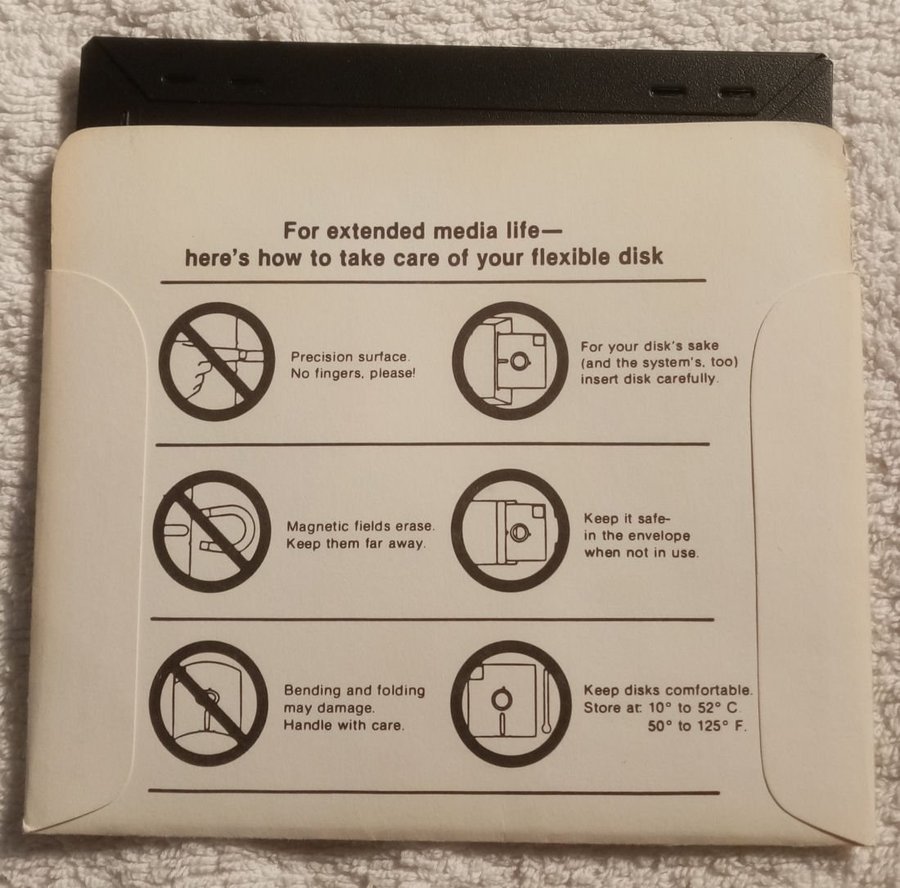 For extended media life—
here's how to take care of your flexible disk
Precision surface.
No fingers, please!
For your disk's sake
(and the system's, too)
insert disk carefully.
Magnetic fields erase.
Keep them far away.
Keep it safe-
in the envelope
when not in use.
Bending and folding
may damage.
Handle with care.
Keep disks comfortable.
Store at: 10° to 52° C
50° to 125° F.